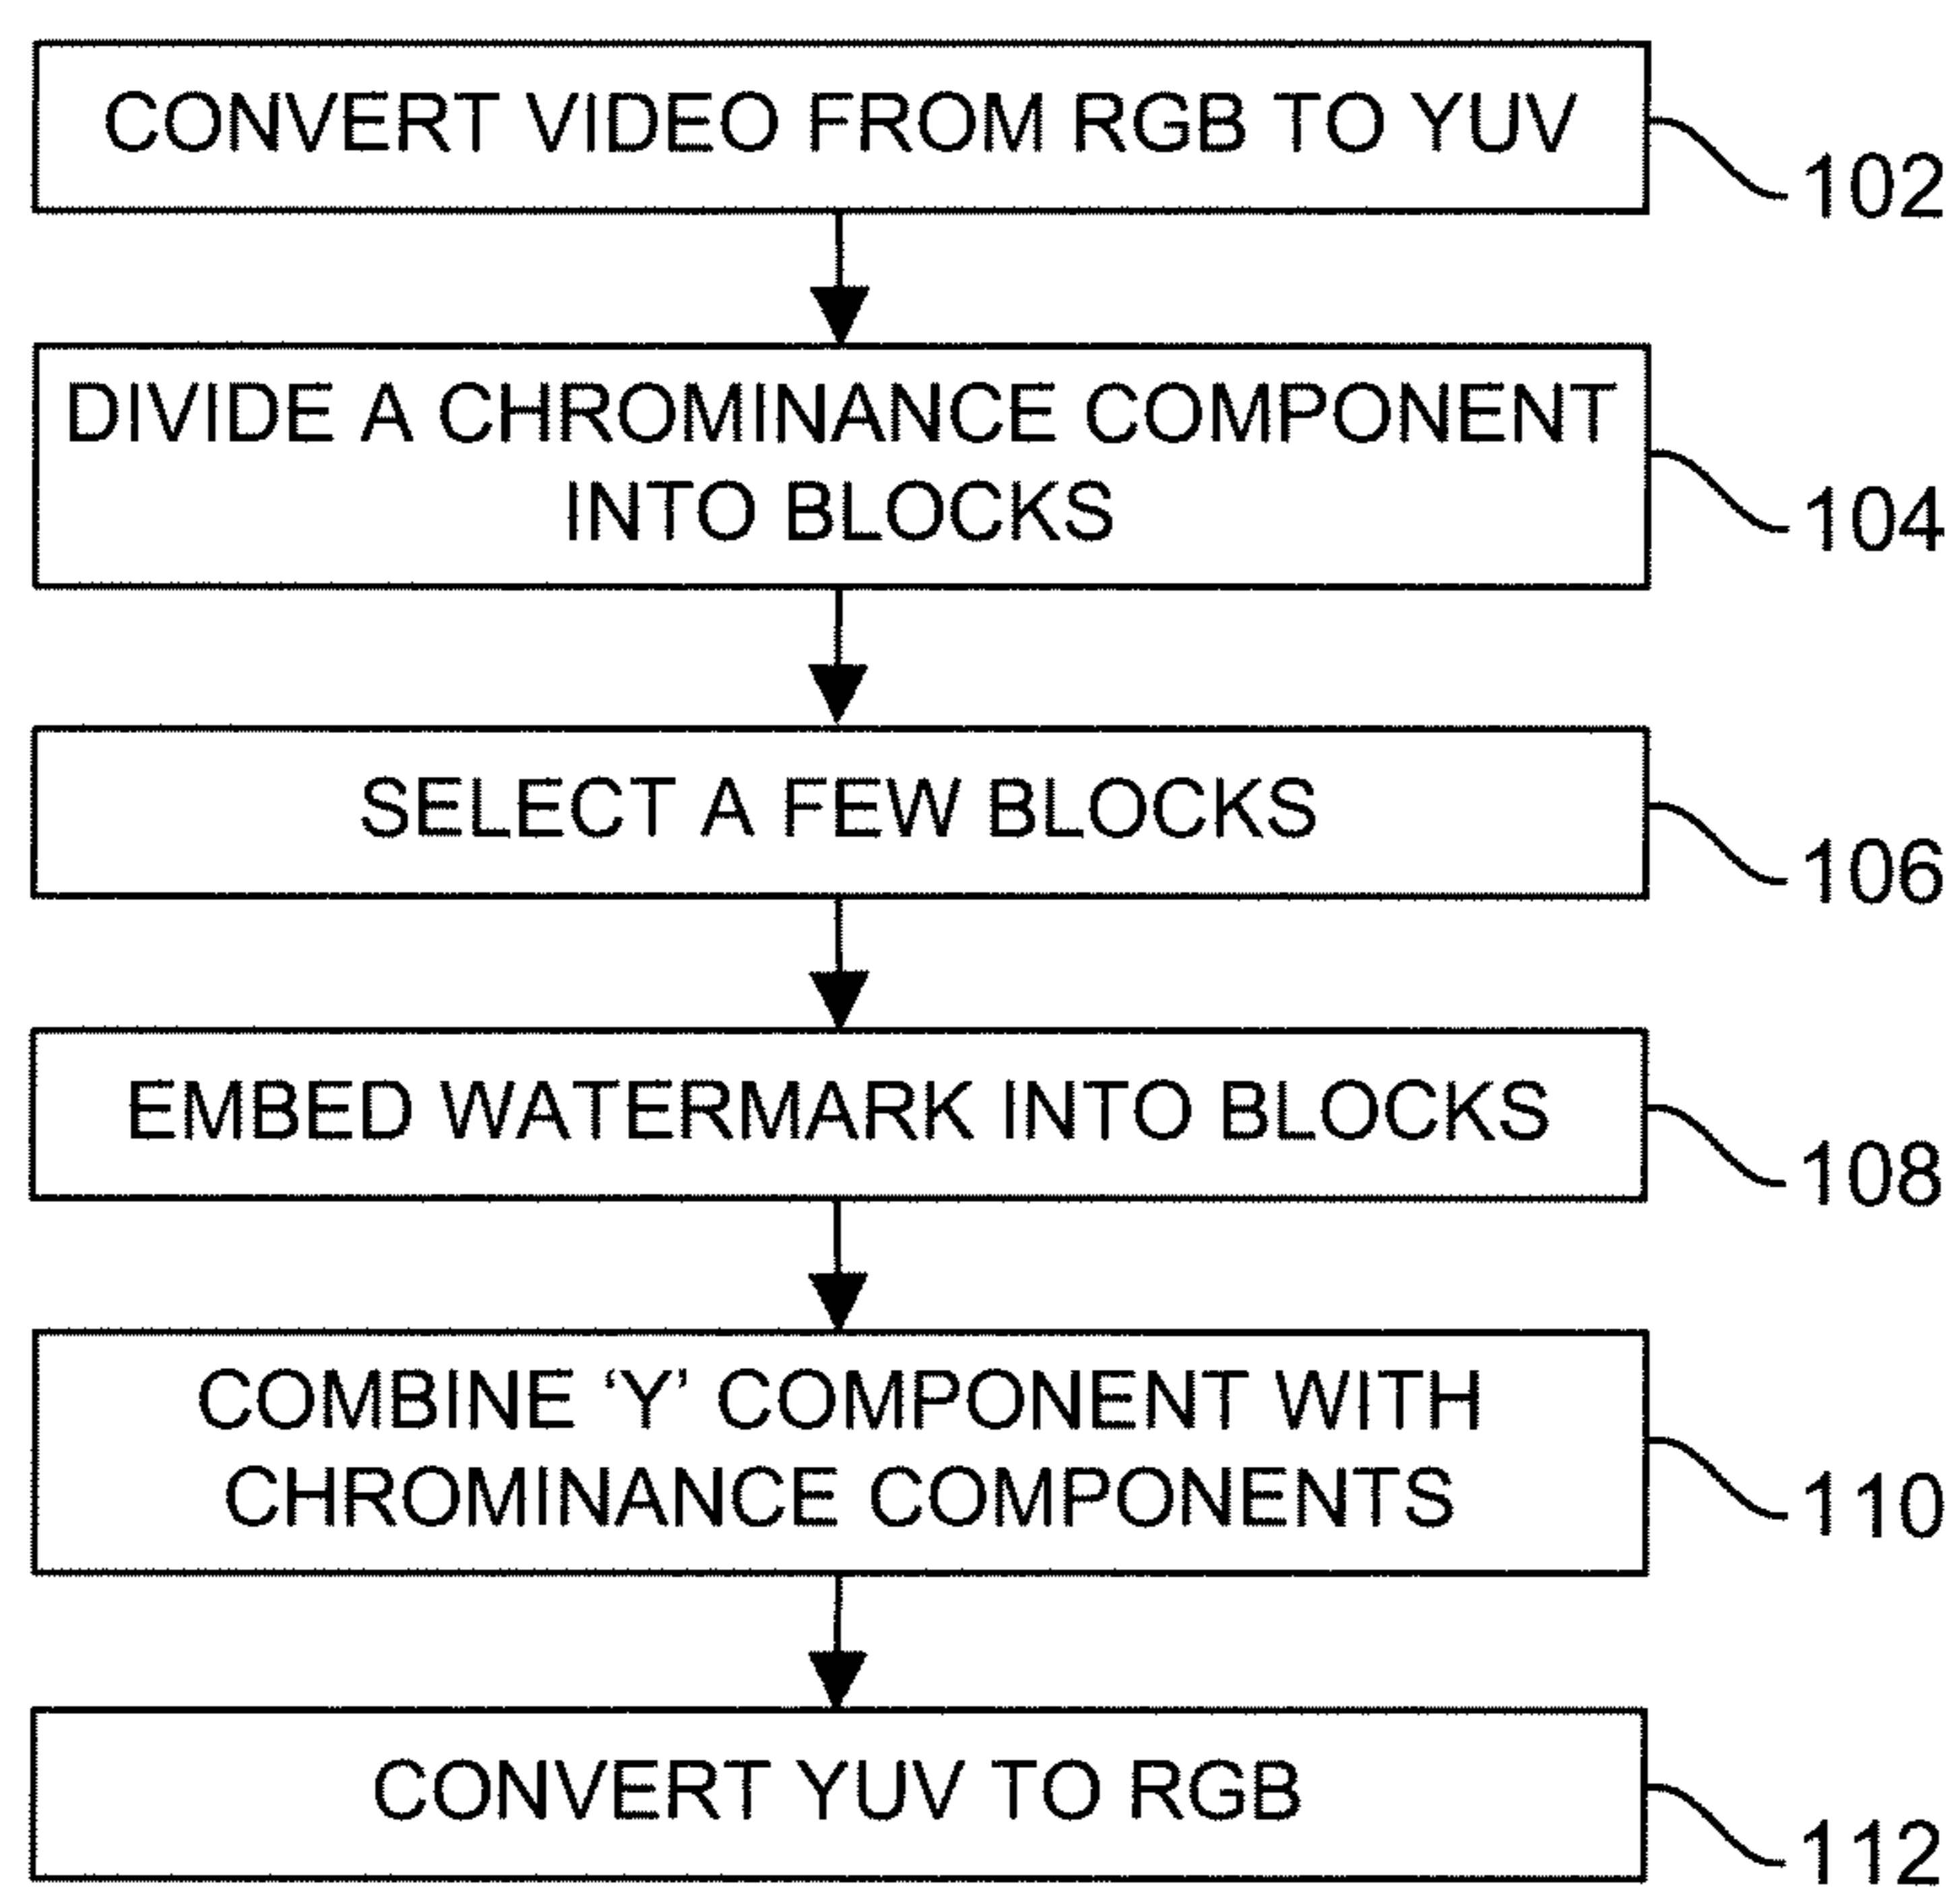 CONVERT VIDEO FROM RGB TO YUV
102
DIVIDE A CHROMINANCE COMPONENT
INTO BLOCKS
104
SELECT A FEW BLOCKS
106
EMBED WATERMARK INTO BLOCKS
108
COMBINE ‘Y’ COMPONENT WITH
CHROMINANCE COMPONENTS
110
CONVERT YUV TO RGB
112